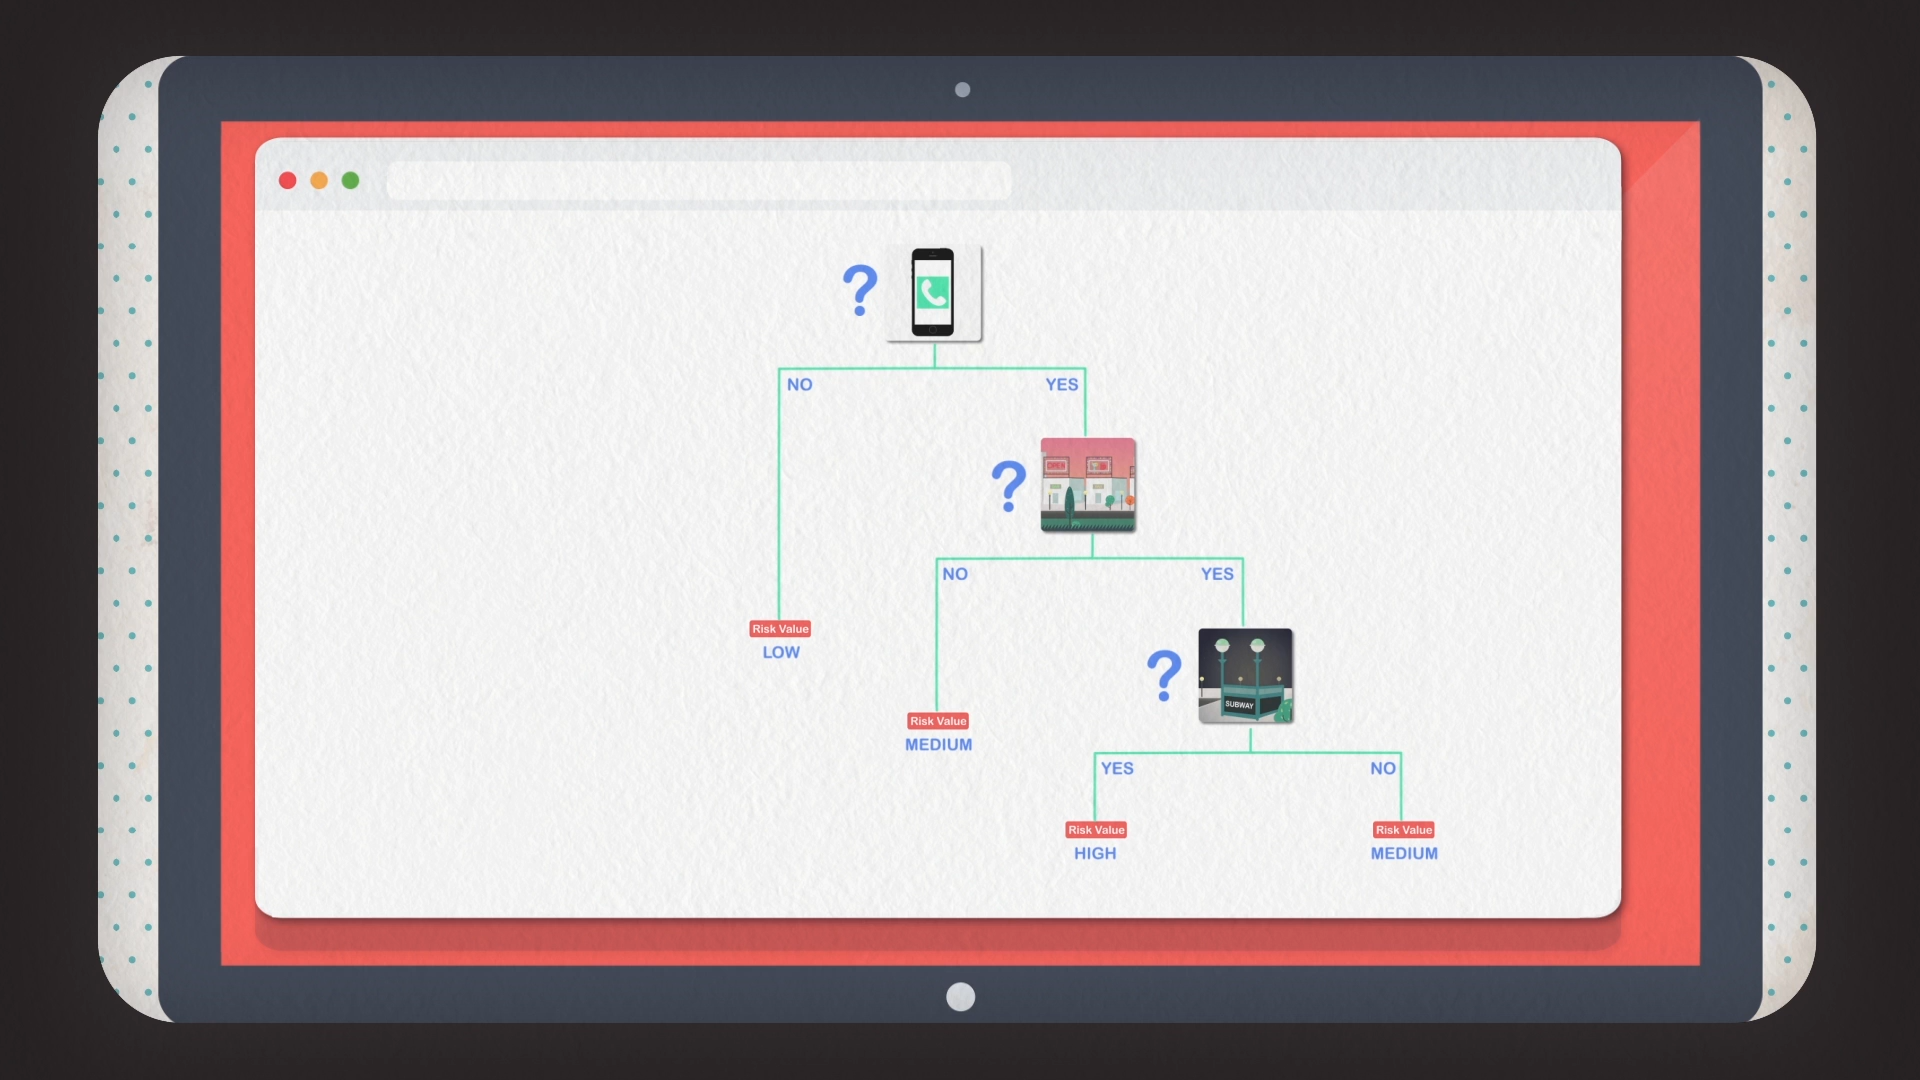 NO
YES
OPEN
NO
YES
Risk Value
LOW
SUBWAY
Risk Value
MEDIUM
YES
NO
Risk Value
HIGH
Risk Value
MEDIUM